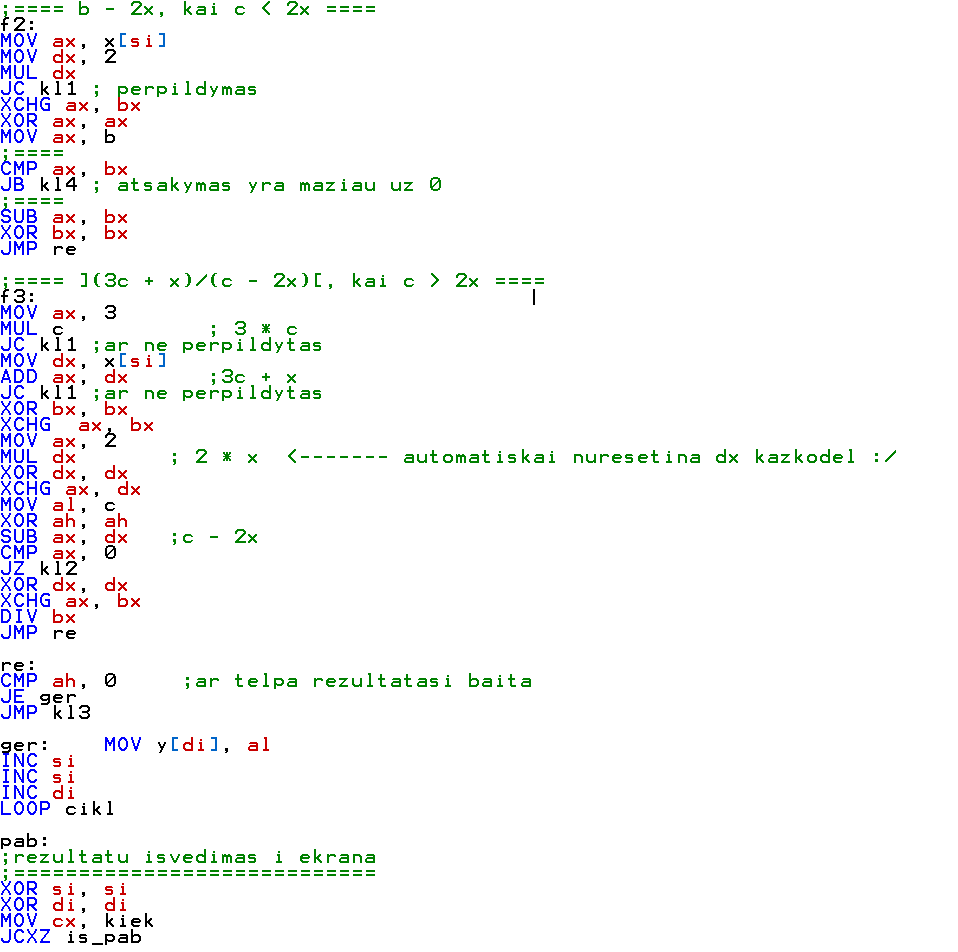 ;==== b - 2x, kai c < 2x ====
f2:
MOV ax, x[si]
MOV dx, 2
MUL dx
JC kl1 ; perpildymas
XCHG ax, bx
XOR ax, ax
MOV ax, b
;====
CMP ax, bx
JB kl4 ; atsakymas yra maziau uz 0
;====
SUB ax, bx
XOR bx, bx
JMP re
;==== ](3c + x)/(c - 2x)[, kai c > 2x ====
f3:
MOV ax, 3
MUL c ; 3 * c
JC kl1 ;ar ne perpildytas
MOV dx, x[si]
ADD ax, dx ;3c + x
JC kl1 ;ar ne perpildytas
XOR bx, bx
XCHG ax, bx
MOV ax, 2
MUL dx ; 2 * x <------- automatiskai nuresetina dx kazkodel :/
XOR dx, dx
XCHG ax, dx
MOV al, c
XOR ah, ah
SUB ax, dx ;c - 2x
CMP ax, 0
JZ kl2
XOR dx, dx
XCHG ax, bx
DIV bx
JMP re
re:
CMP ah, 0 ;ar telpa rezultatasi baita
JE ger
JMP kl3
ger: MOV y[di], al
INC si
INC si
INC di
LOOP cikl
pab:
;rezultatu isvedimas i ekrana
;============================
XOR si, si
XOR di, di
MOV cx, kiek
JCXZ is_pab